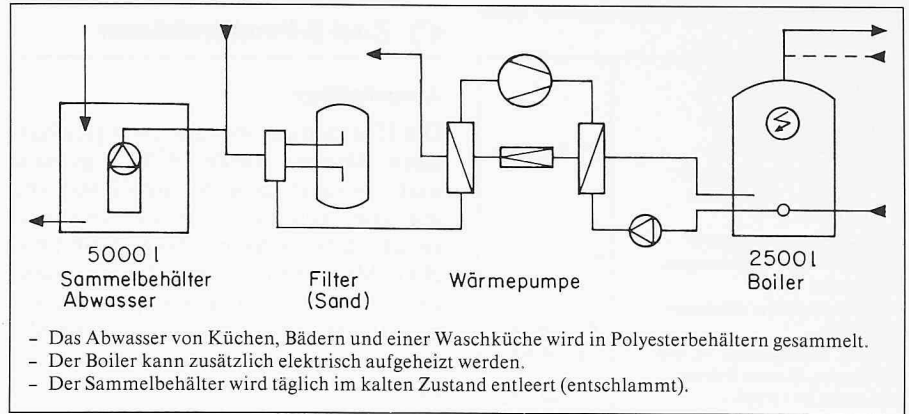 5000 l
Sammelbehälter
Abwasser
Filter
(Sand)
Wärmepumpe
2500 l
Boiler
– Das Abwasser von Küchen, Bädern und einer Waschküche wird in Polyesterbehältern gesammelt.
– Der Boiler kann zusätzlich elektrisch aufgeheizt werden.
– Der Sammelbehälter wird täglich im kalten Zustand entleert (entschlammt).